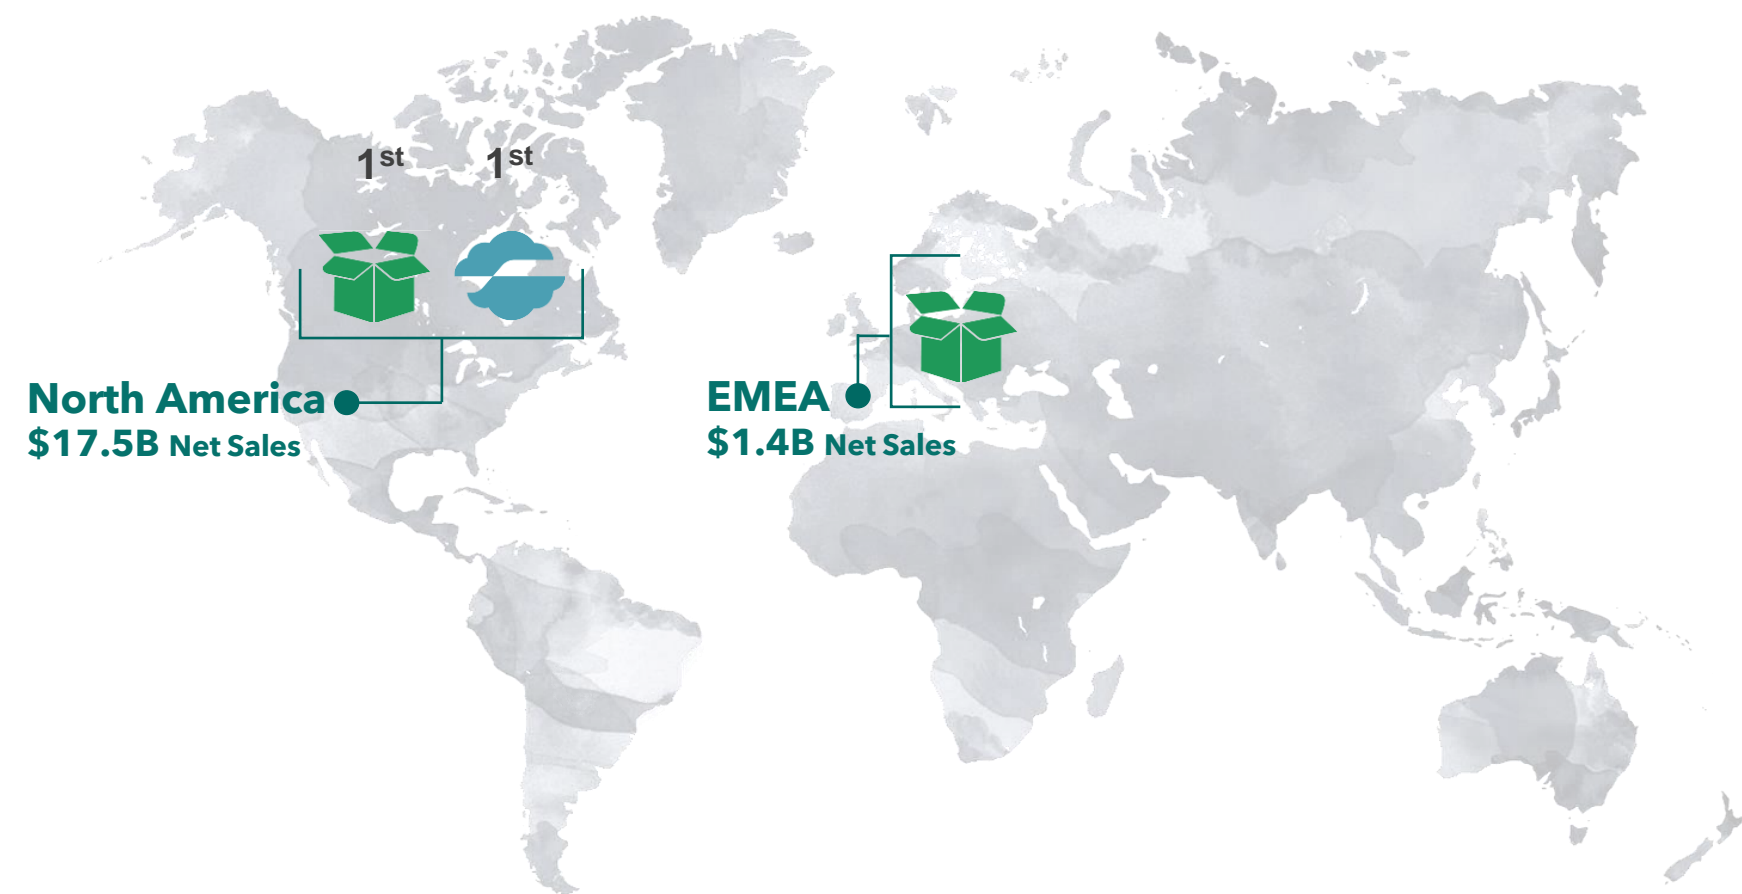 1st 1st
North America
$17.5B Net Sales
EMEA
$1.4B Net Sales